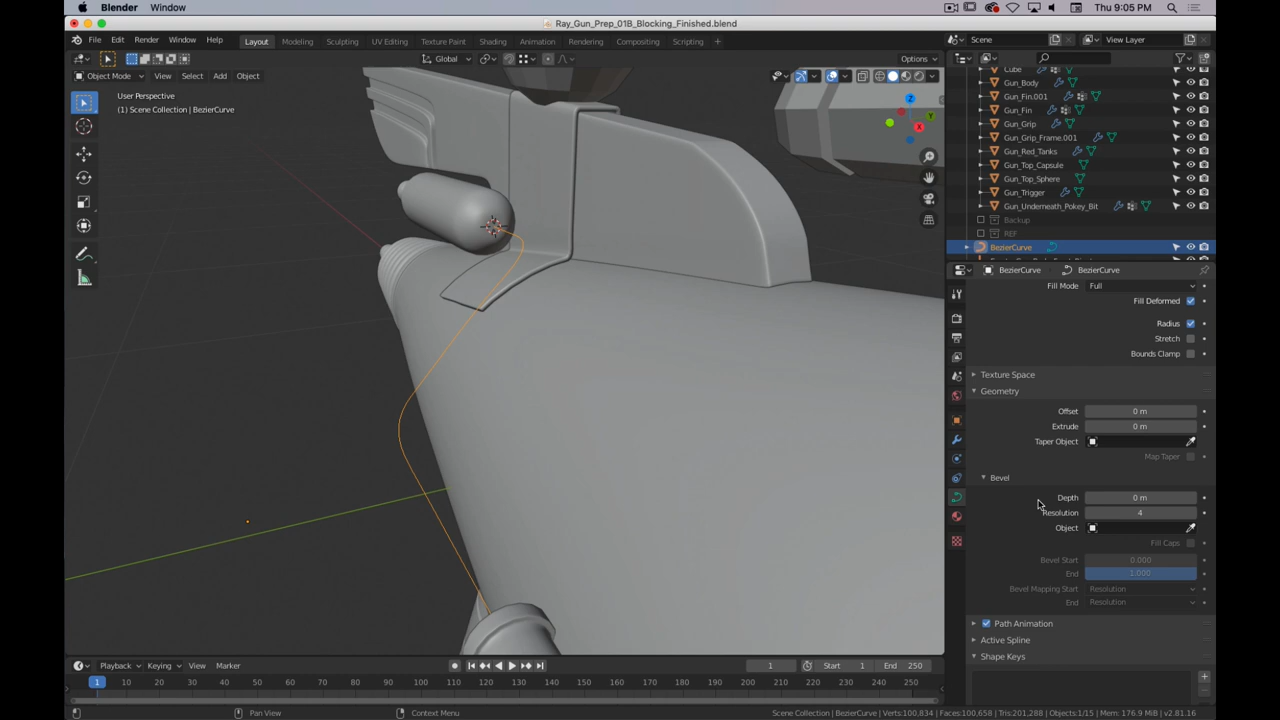 Blender Window Thu 9:05 PM
Ray_Gun_Prep_01B_Blocking_Finished.blend
File Edit Render Window Help Layout Modeling Sculpting UV Editing Texture Paint Shading Animation Rendering Compositing Scripting + Scene View Layer
Global Options
Object Mode View Select Add Object
User Perspective
(1) Scene Collection | BezierCurve
Z
Y
X
Cube
Gun_Body
Gun_Fin.001
Gun_Fin
Gun_Grip
Gun_Grip_Frame.001
Gun_Red_Tanks
Gun_Top_Capsule
Gun_Top_Sphere
Gun_Trigger
Gun_Underneath_Pokey_Bit
Backup
REF
BezierCurve
BezierCurve BezierCurve
Fill Mode Full
Fill Deformed
Radius
Stretch
Bounds Clamp
Texture Space
Geometry
Offset 0 m
Extrude 0 m
Taper Object
Map Taper
Bevel
Depth 0 m
Resolution 4
Object
Fill Caps
Bevel Start 0.000
End 1.000
Bevel Mapping Start Resolution
End Resolution
Path Animation
Active Spline
Shape Keys
Playback Keying View Marker 1 Start 1 End 250
1 10 20 30 40 50 60 70 80 90 100 110 120 130 140 150 160 170 180 190 200 210 220 230 240 250
Pan View Context Menu Scene Collection | BezierCurve | Verts:100,834 | Faces:100,658 | Tris:201,288 | Objects:1/15 | Mem: 176.9 MiB | v2.81.16